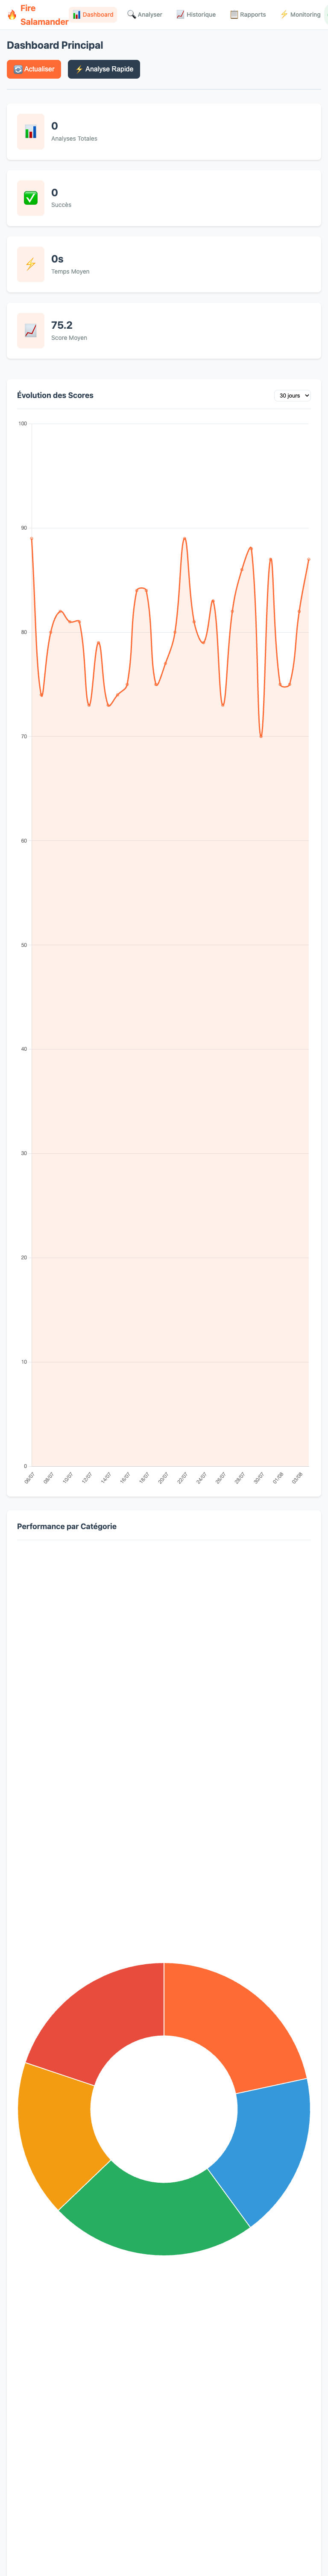 Fire
Salamander
Dashboard
Analyser
Historique
Rapports
Monitoring
Dashboard Principal
Actualiser
Analyse Rapide
0
Analyses Totales
0
Succès
0s
Temps Moyen
75.2
Score Moyen
Évolution des Scores
30 jours
100
90
80
70
60
50
40
30
20
10
0
06/07
08/07
10/07
12/07
14/07
16/07
18/07
20/07
22/07
24/07
26/07
28/07
30/07
01/08
03/08
Performance par Catégorie